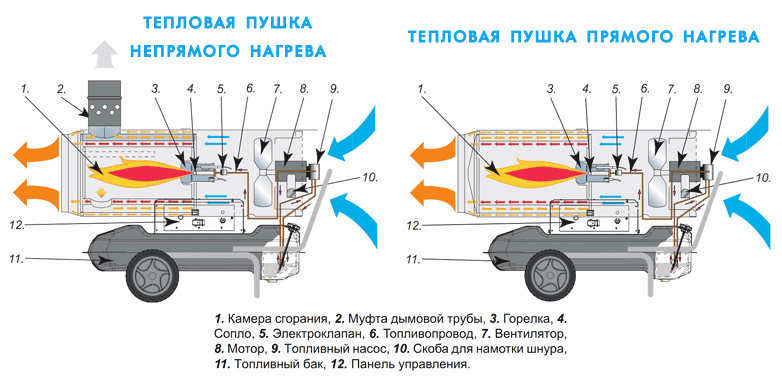 ТЕПЛОВАЯ ПУШКА
НЕПРЯМОГО НАГРЕВА
ТЕПЛОВАЯ ПУШКА ПРЯМОГО НАГРЕВА
1. 2. 3. 4. 5. 6. 7. 8. 9.
10.
12.
11.
1. 3. 4. 5. 6. 7. 8. 9.
10.
12.
11.
1. Камера сгорания, 2. Муфта дымовой трубы, 3. Горелка, 4.
Сопло, 5. Электроклапан, 6. Топливопровод, 7. Вентилятор,
8. Мотор, 9. Топливный насос, 10. Скоба для намотки шнура,
11. Топливный бак, 12. Панель управления.